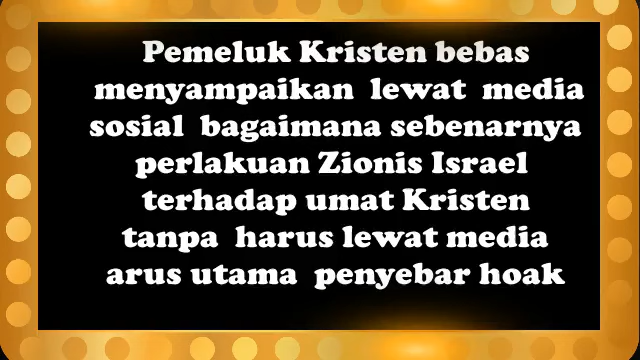 Pemeluk Kristen bebas
menyampaikan lewat media
sosial bagaimana sebenarnya
perlakuan Zionis Israel
terhadap umat Kristen
tanpa harus lewat media
arus utama penyebar hoak